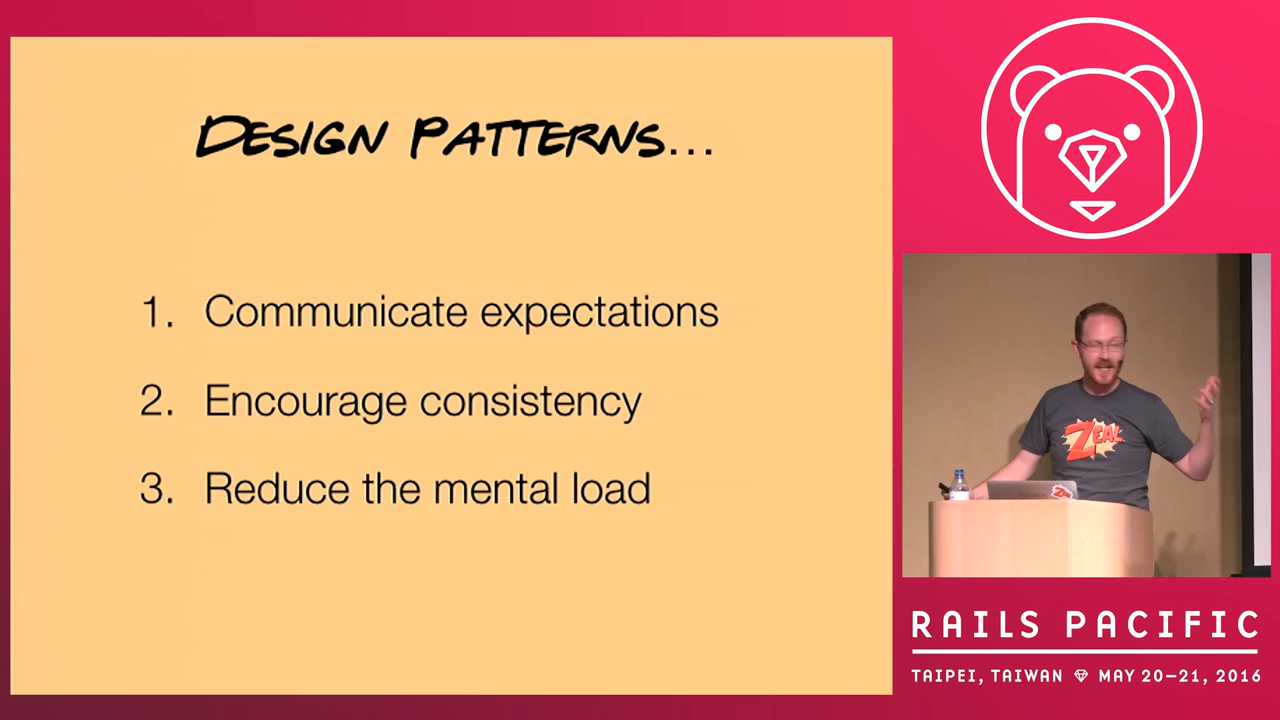 DESIGN PATTERNS...
1. Communicate expectations
2. Encourage consistency
3. Reduce the mental load
ZEAL
RAILS PACIFIC
TAIPEI, TAIWAN MAY 20–21, 2016